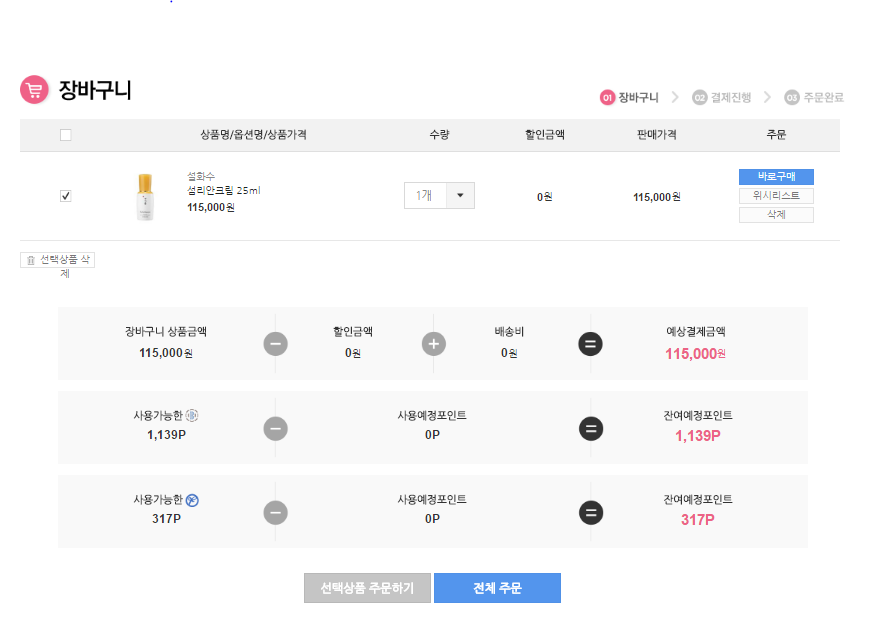 장바구니
01 장바구니 02 결제진행 03 주문완료
상품명/옵션명/상품가격 수량 할인금액 판매가격 주문
설화수
섬리안크림 25ml
115,000원
1개
0원
115,000원
바로구매
위시리스트
삭제
선택상품 삭
제
장바구니 상품금액 할인금액 배송비 예상결제금액
115,000원 − 0원 + 0원 = 115,000원
사용가능한 사용예정포인트 잔여예정포인트
1,139P − 0P = 1,139P
사용가능한 사용예정포인트 잔여예정포인트
317P − 0P = 317P
선택상품 주문하기 전체 주문